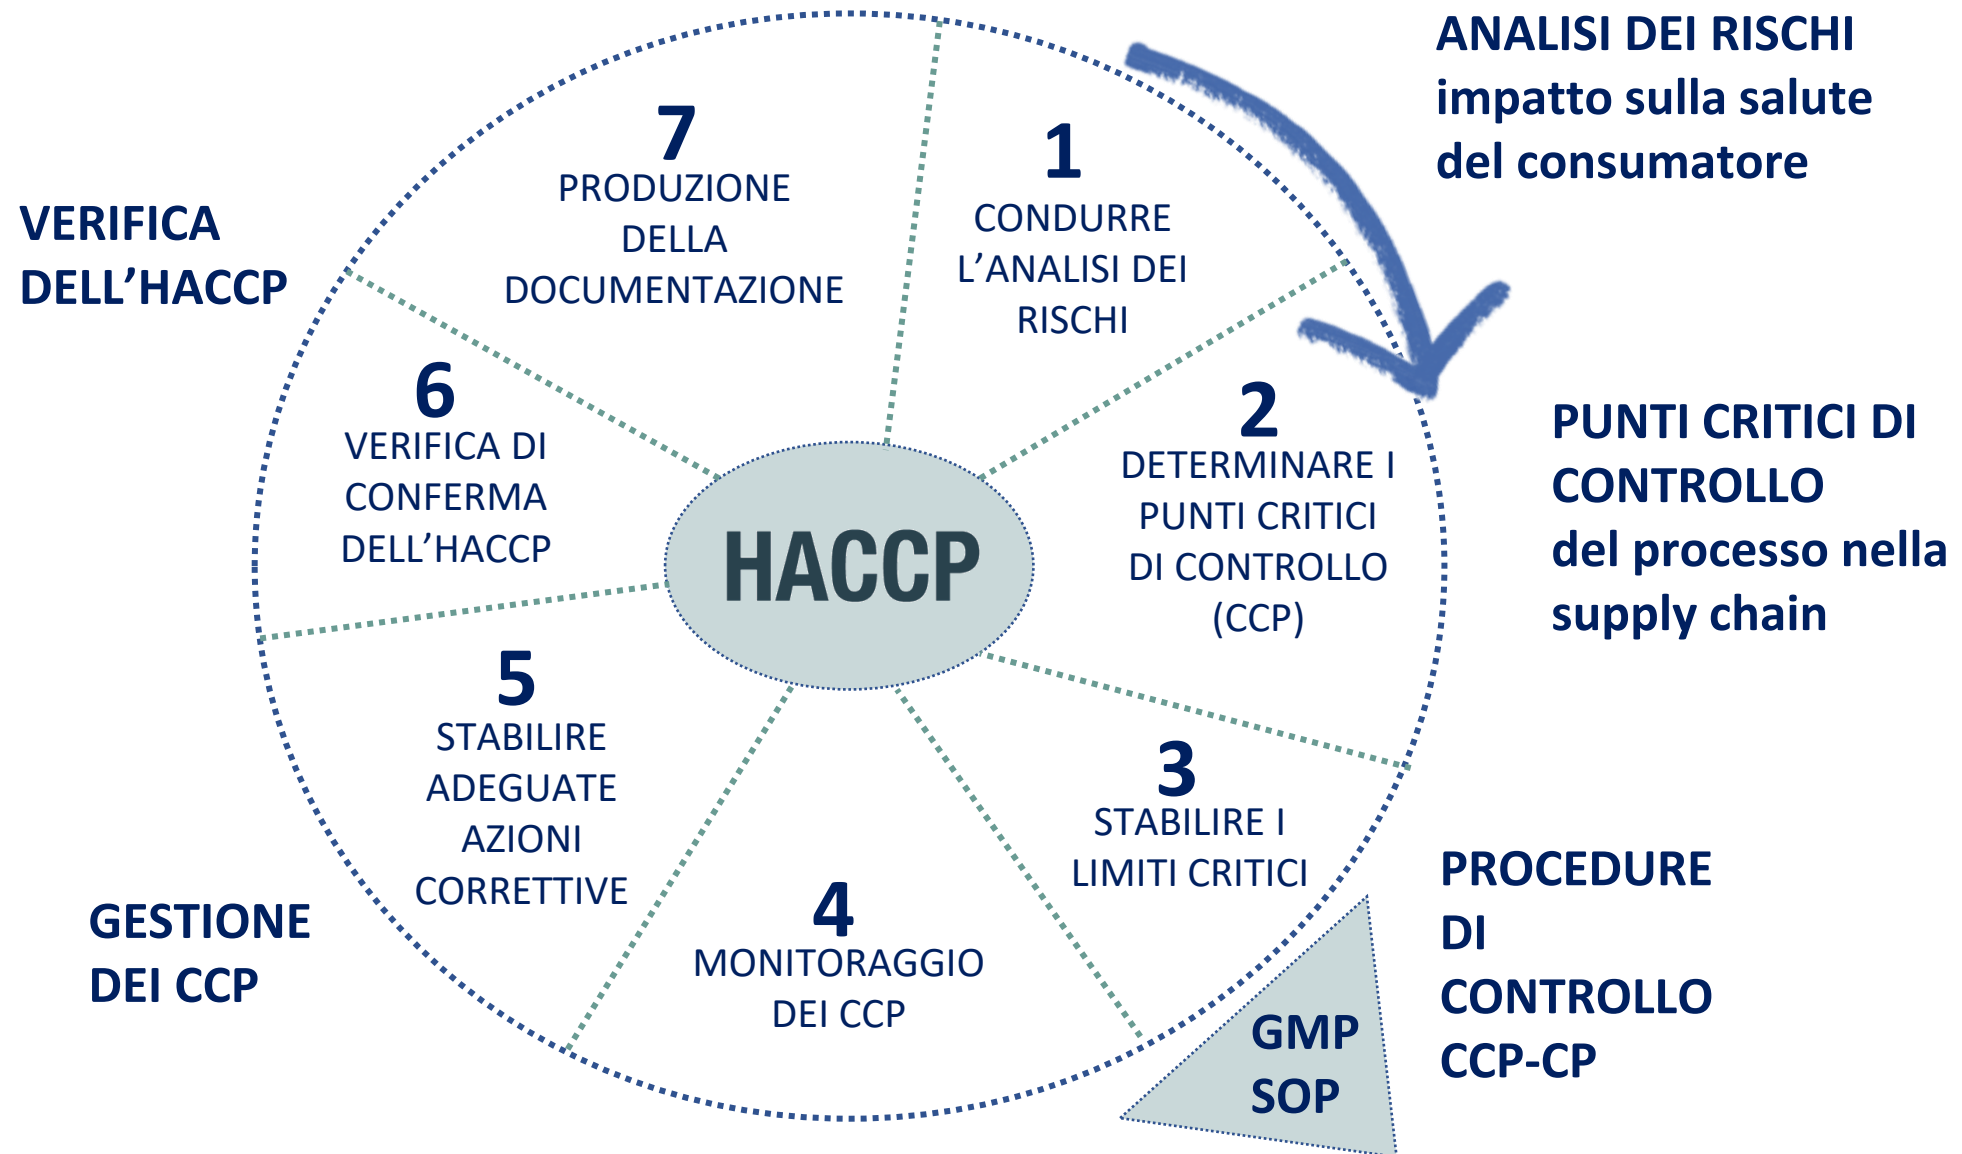 ANALISI DEI RISCHI
impatto sulla salute
del consumatore
7
PRODUZIONE
DELLA
DOCUMENTAZIONE
1
CONDURRE
L’ANALISI DEI
RISCHI
VERIFICA
DELL’HACCP
6
VERIFICA DI
CONFERMA
DELL’HACCP
HACCP
2
DETERMINARE I
PUNTI CRITICI
DI CONTROLLO
(CCP)
PUNTI CRITICI DI
CONTROLLO
del processo nella
supply chain
5
STABILIRE
ADEGUATE
AZIONI
CORRETTIVE
3
STABILIRE I
LIMITI CRITICI
4
MONITORAGGIO
DEI CCP
GESTIONE
DEI CCP
GMP
SOP
PROCEDURE
DI
CONTROLLO
CCP-CP